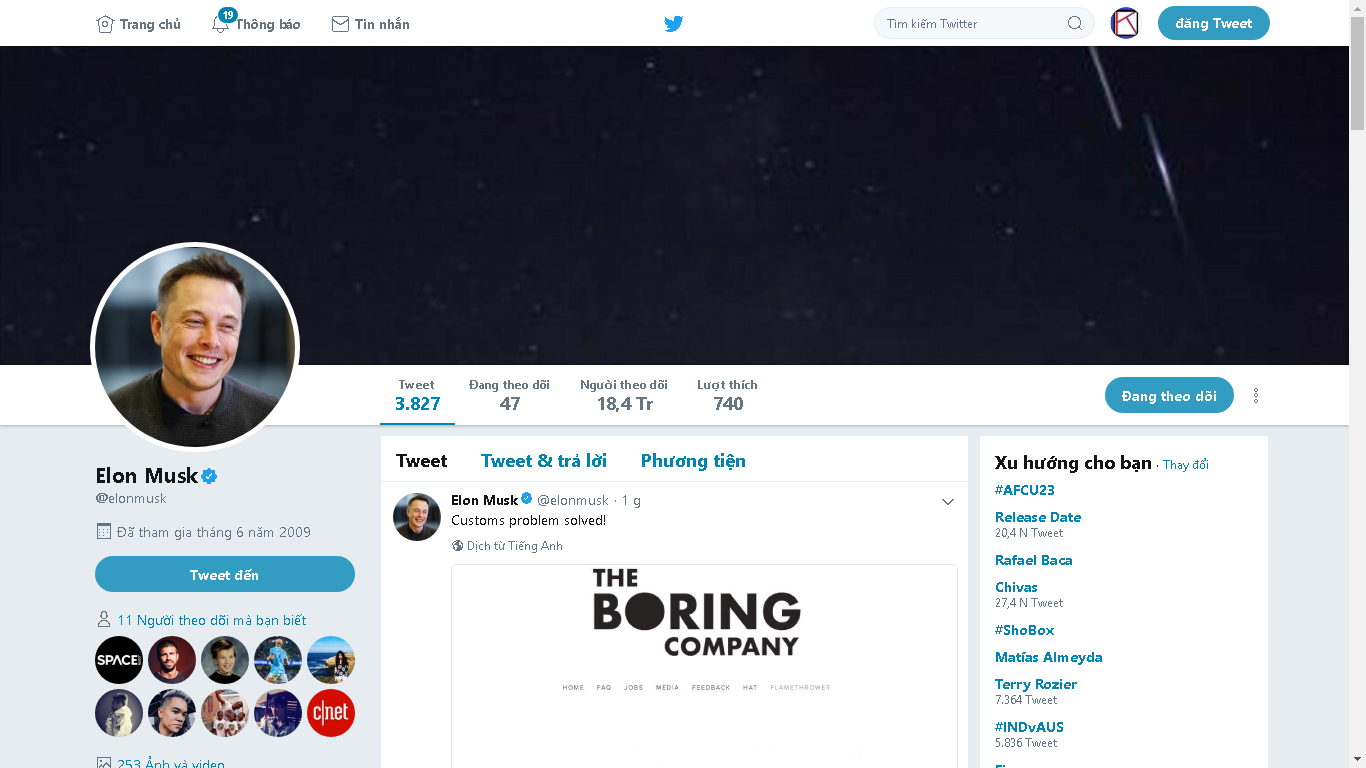 Trang chủ
19
Thông báo
Tin nhắn
Tìm kiếm Twitter
K
đăng Tweet
Tweet
3.827
Đang theo dõi
47
Người theo dõi
18,4 Tr
Lượt thích
740
Đang theo dõi
Elon Musk
@elonmusk
Đã tham gia tháng 6 năm 2009
Tweet đến
11 Người theo dõi mà bạn biết
SPACE
c|net
253 Ảnh và video
Tweet
Tweet & trả lời
Phương tiện
Elon Musk @elonmusk · 1 g
Customs problem solved!
Dịch từ Tiếng Anh
THE
BORING
COMPANY
HOME FAQ JOBS MEDIA FEEDBACK HAT FLAMETHROWER
Xu hướng cho bạn · Thay đổi
#AFCU23
Release Date
20,4 N Tweet
Rafael Baca
Chivas
27,4 N Tweet
#ShoBox
Matías Almeyda
Terry Rozier
7.364 Tweet
#INDvAUS
5.836 Tweet